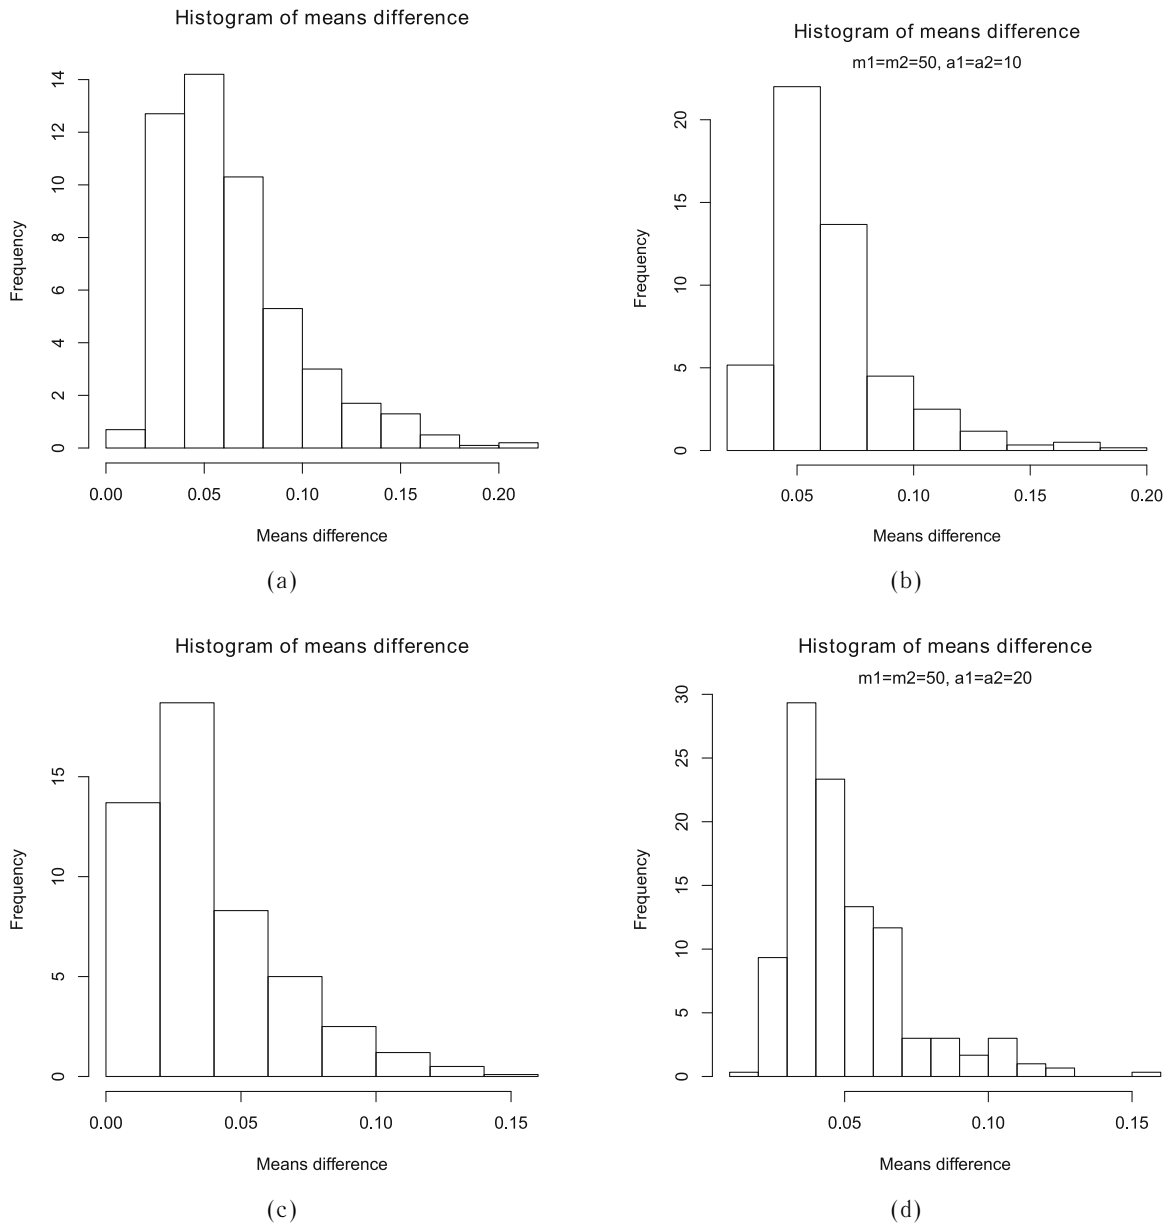 Histogram of means difference
Frequency
0 2 4 6 8 10 12 14
0.00 0.05 0.10 0.15 0.20
Means difference
(a)
Histogram of means difference
m1=m2=50, a1=a2=10
Frequency
0 5 10 15 20
0.05 0.10 0.15 0.20
Means difference
(b)
Histogram of means difference
Frequency
0 5 10 15
0.00 0.05 0.10 0.15
Means difference
(c)
Histogram of means difference
m1=m2=50, a1=a2=20
Frequency
0 5 10 15 20 25 30
0.05 0.10 0.15
Means difference
(d)